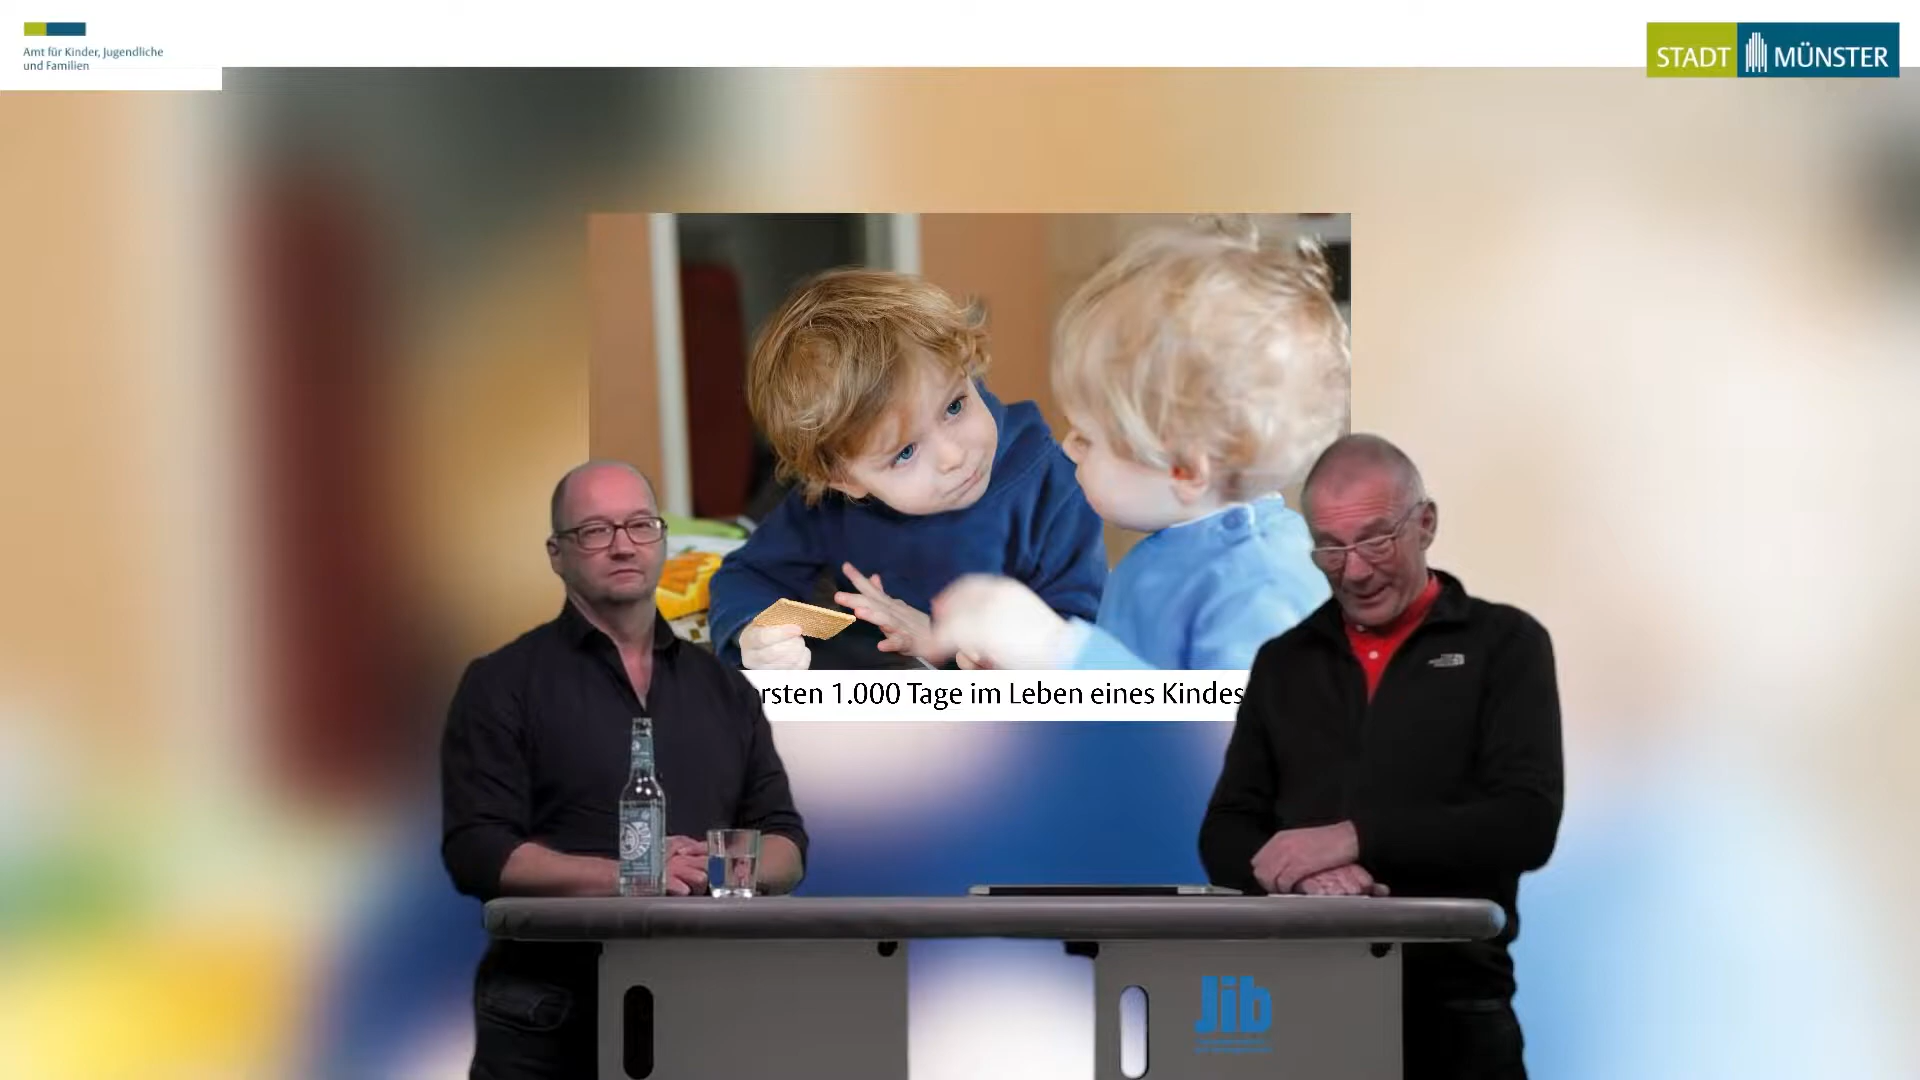 Amt für Kinder, Jugendliche
und Familien
STADT MÜNSTER
rsten 1.000 Tage im Leben eines Kindes
Jib